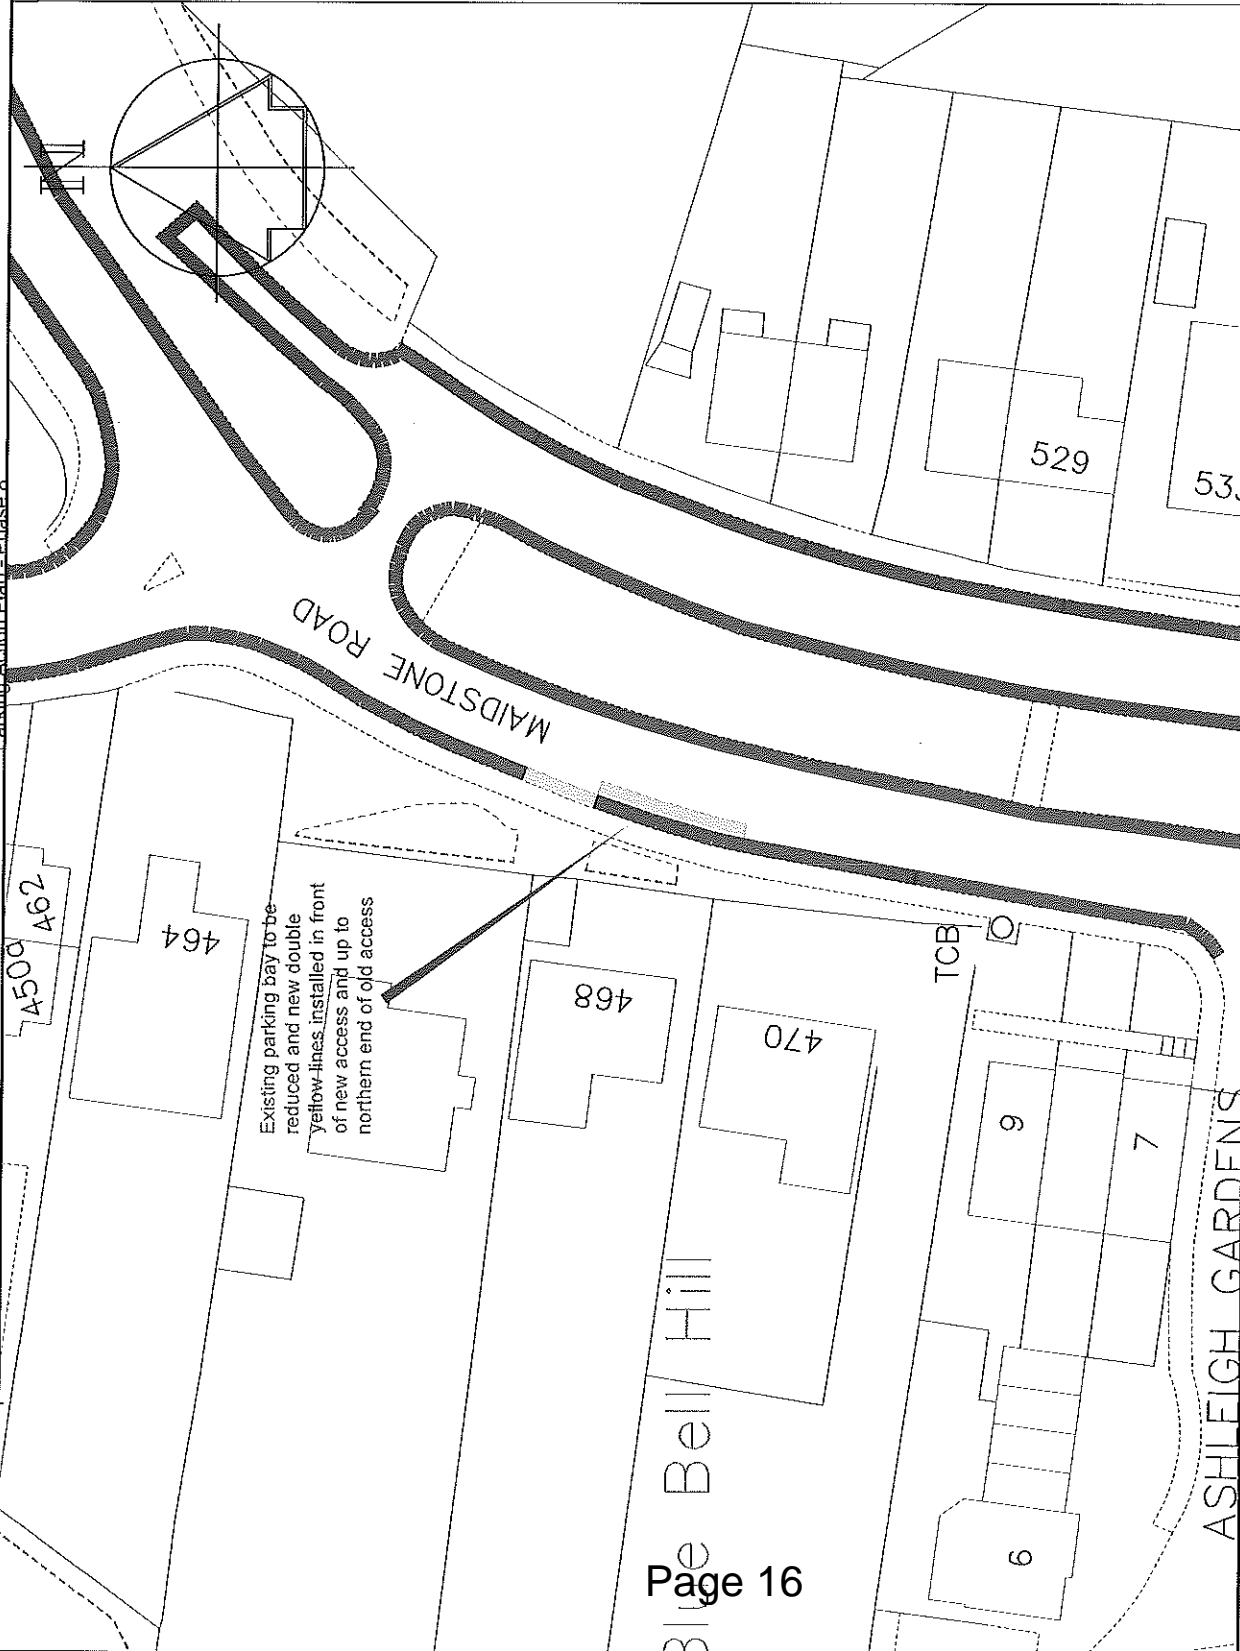 N
529
MAIDSTONE ROAD
462
464
Existing parking bay to be
reduced and new double
yellow lines installed in front
of new access and up to
northern end of old access
468
470
TCB
9
7
6
ASHLEIGH GARDENS
Blue Bell Hill
Page 16